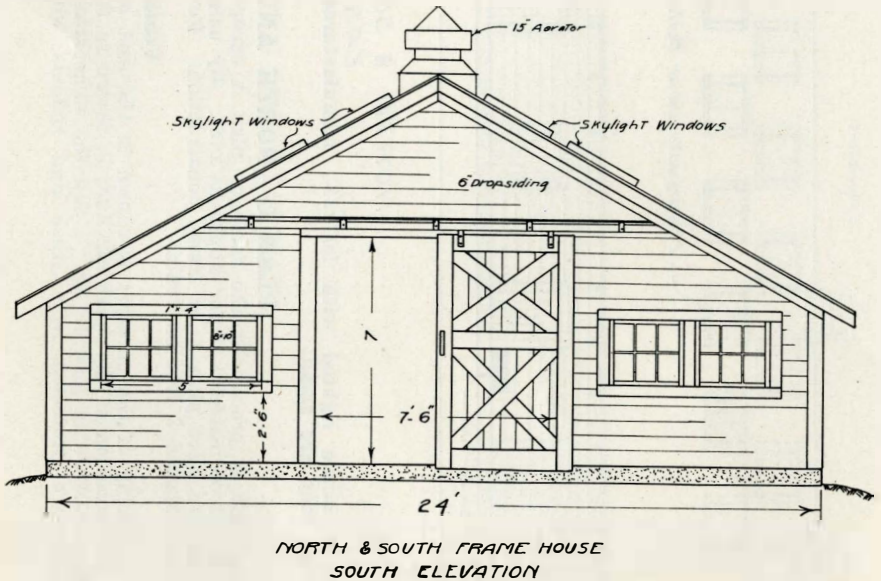 15" Aerator
Skylight Windows
Skylight Windows
6" Dropsiding
1" x 4"
8"x10"
5
7
2'-6"
7'-6"
24'
NORTH & SOUTH FRAME HOUSE
SOUTH ELEVATION